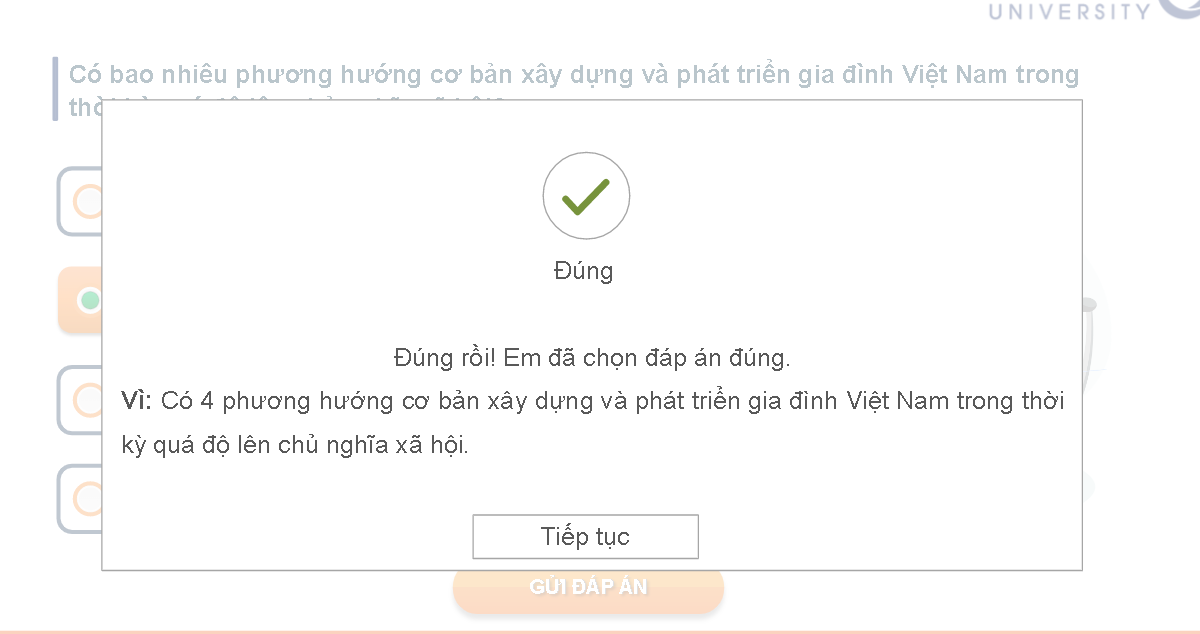 UNIVERSITY
Có bao nhiêu phương hướng cơ bản xây dựng và phát triển gia đình Việt Nam trong
Đúng
Đúng rồi! Em đã chọn đáp án đúng.
Vì: Có 4 phương hướng cơ bản xây dựng và phát triển gia đình Việt Nam trong thời
kỳ quá độ lên chủ nghĩa xã hội.
Tiếp tục
GỬI ĐÁP ÁN